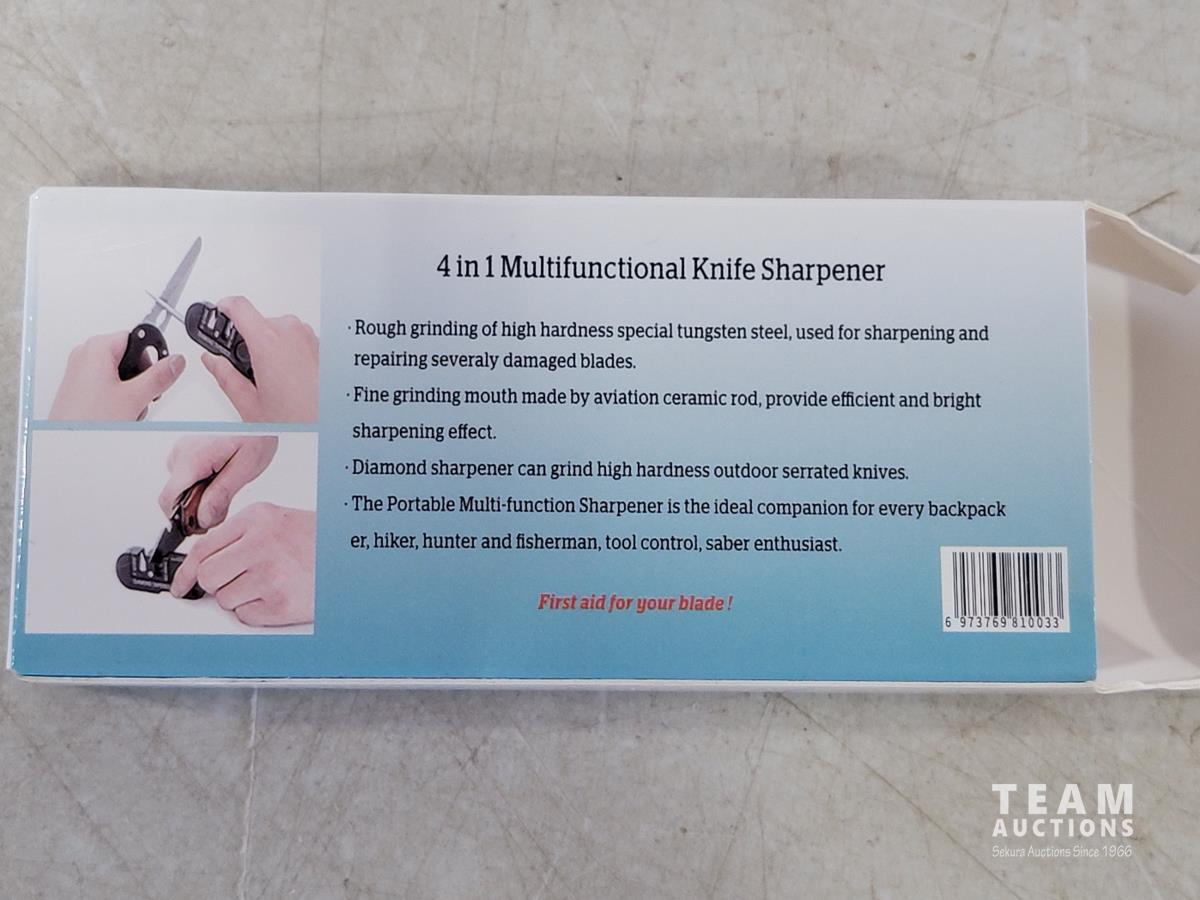 4 in 1 Multifunctional Knife Sharpener
· Rough grinding of high hardness special tungsten steel, used for sharpening and
repairing severaly damaged blades.
· Fine grinding mouth made by aviation ceramic rod, provide efficient and bright
sharpening effect.
· Diamond sharpener can grind high hardness outdoor serrated knives.
· The Portable Multi-function Sharpener is the ideal companion for every backpack
er, hiker, hunter and fisherman, tool control, saber enthusiast.
First aid for your blade !
6 973769 810033
TEAM
AUCTIONS
Sekura Auctions Since 1966